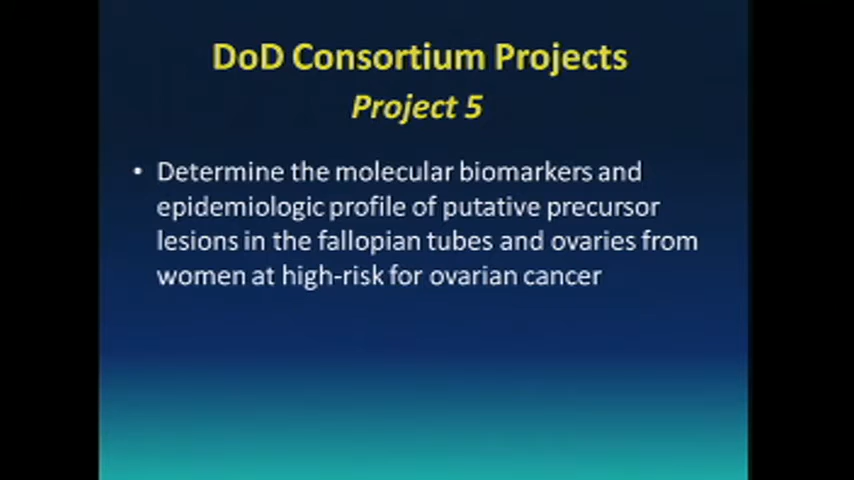 DoD Consortium Projects
Project 5
• Determine the molecular biomarkers and
epidemiologic profile of putative precursor
lesions in the fallopian tubes and ovaries from
women at high-risk for ovarian cancer